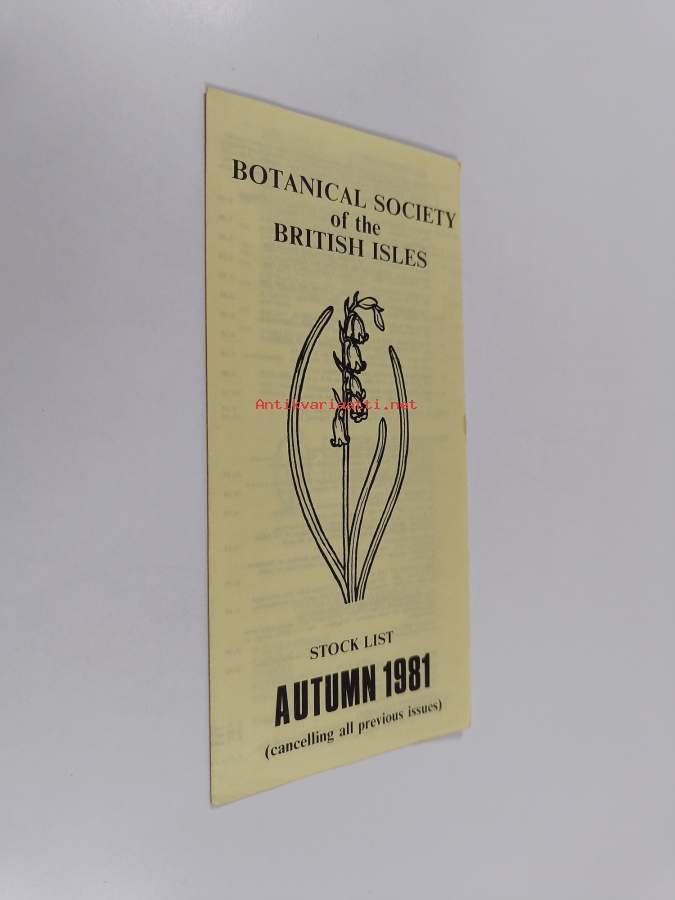 BOTANICAL SOCIETY
of the
BRITISH ISLES
Antikvariaatti.net
STOCK LIST
AUTUMN 1981
(cancelling all previous issues)